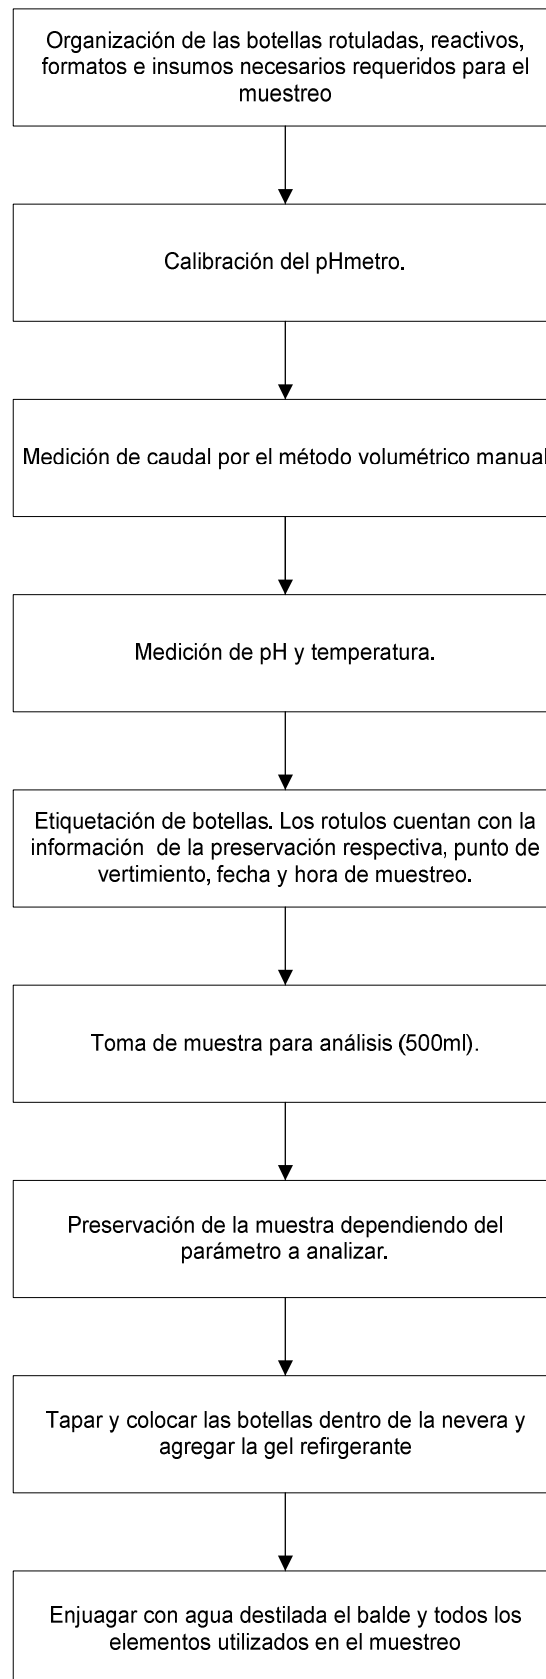 Organización de las botellas rotuladas, reactivos,
formatos e insumos necesarios requeridos para el
muestreo
Calibración del pHmetro.
Medición de caudal por el método volumétrico manual
Medición de pH y temperatura.
Etiquetación de botellas. Los rotulos cuentan con la
información de la preservación respectiva, punto de
vertimiento, fecha y hora de muestreo.
Toma de muestra para análisis (500ml).
Preservación de la muestra dependiendo del
parámetro a analizar.
Tapar y colocar las botellas dentro de la nevera y
agregar la gel refirgerante
Enjuagar con agua destilada el balde y todos los
elementos utilizados en el muestreo